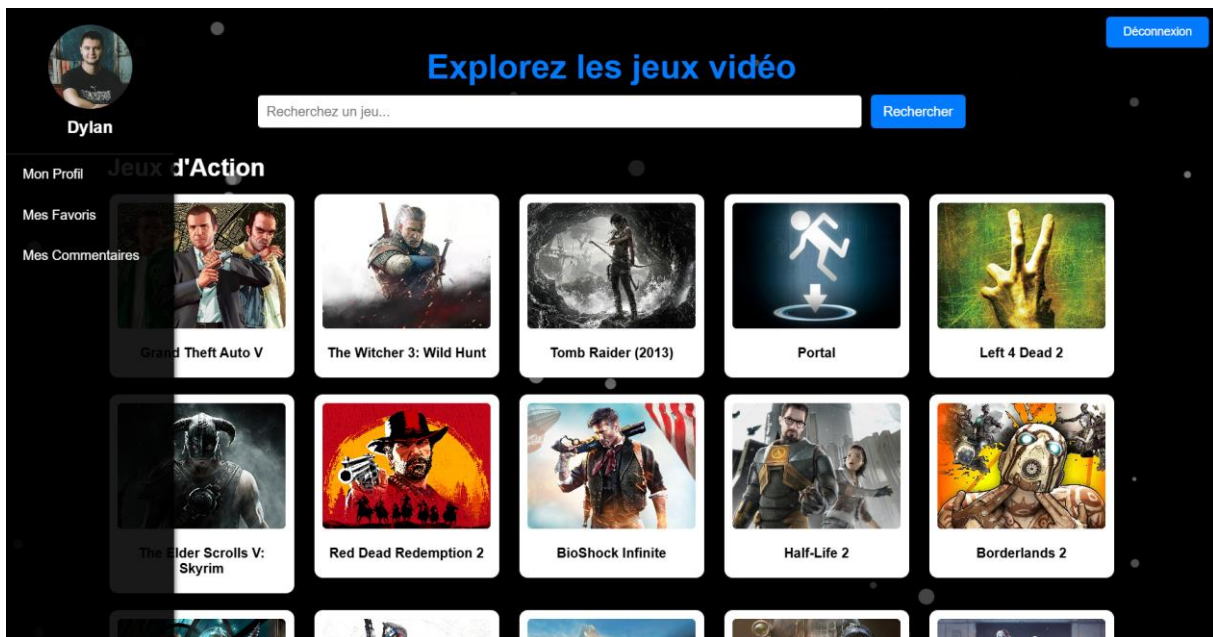 Déconnexion
Explorez les jeux vidéo
Recherchez un jeu...
Rechercher
Dylan
Mon Profil
Mes Favoris
Mes Commentaires
Jeux d'Action
Grand Theft Auto V
The Witcher 3: Wild Hunt
Tomb Raider (2013)
Portal
Left 4 Dead 2
The Elder Scrolls V:
Skyrim
Red Dead Redemption 2
BioShock Infinite
Half-Life 2
Borderlands 2